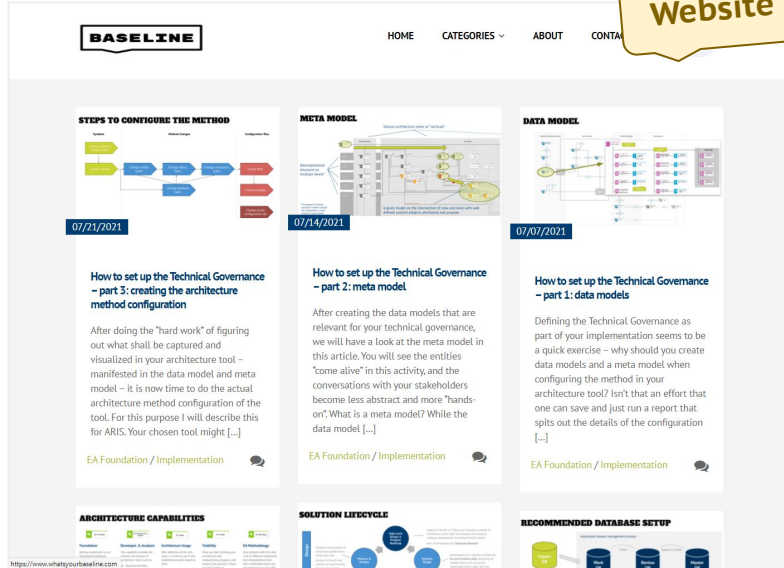 Website
BASELINE
HOME CATEGORIES ABOUT
STEPS TO CONFIGURE THE METHOD
07/21/2021
How to set up the Technical Governance
– part 3: creating the architecture
method configuration
After doing the “hard work” of figuring
out what shall be captured and
visualized in your architecture tool –
manifested in the data model and meta
model – it is now time to do the actual
architecture method configuration of the
tool. For this purpose I will describe this
for ARIS. Your chosen tool might [...]
EA Foundation / Implementation
META MODEL
07/14/2021
How to set up the Technical Governance
– part 2: meta model
After creating the data models that are
relevant for your technical governance,
we will have a look at the meta model in
this article. You will see the entities
“come alive” in this activity, and the
conversations with your stakeholders
become less abstract and more “hands-
on”. What is a meta model? While the
data model [...]
EA Foundation / Implementation
DATA MODEL
07/07/2021
How to set up the Technical Governance
– part 1: data models
Defining the Technical Governance as
part of your implementation seems to be
a quick exercise – why should you create
data models and a meta model when
configuring the method in your
architecture tool? Isn’t that an effort that
one can save and just run a report that
spits out the details of the configuration
[...]
EA Foundation / Implementation
ARCHITECTURE CAPABILITIES
SOLUTION LIFECYCLE
RECOMMENDED DATABASE SETUP
https://www.whatsyourbaseline.com